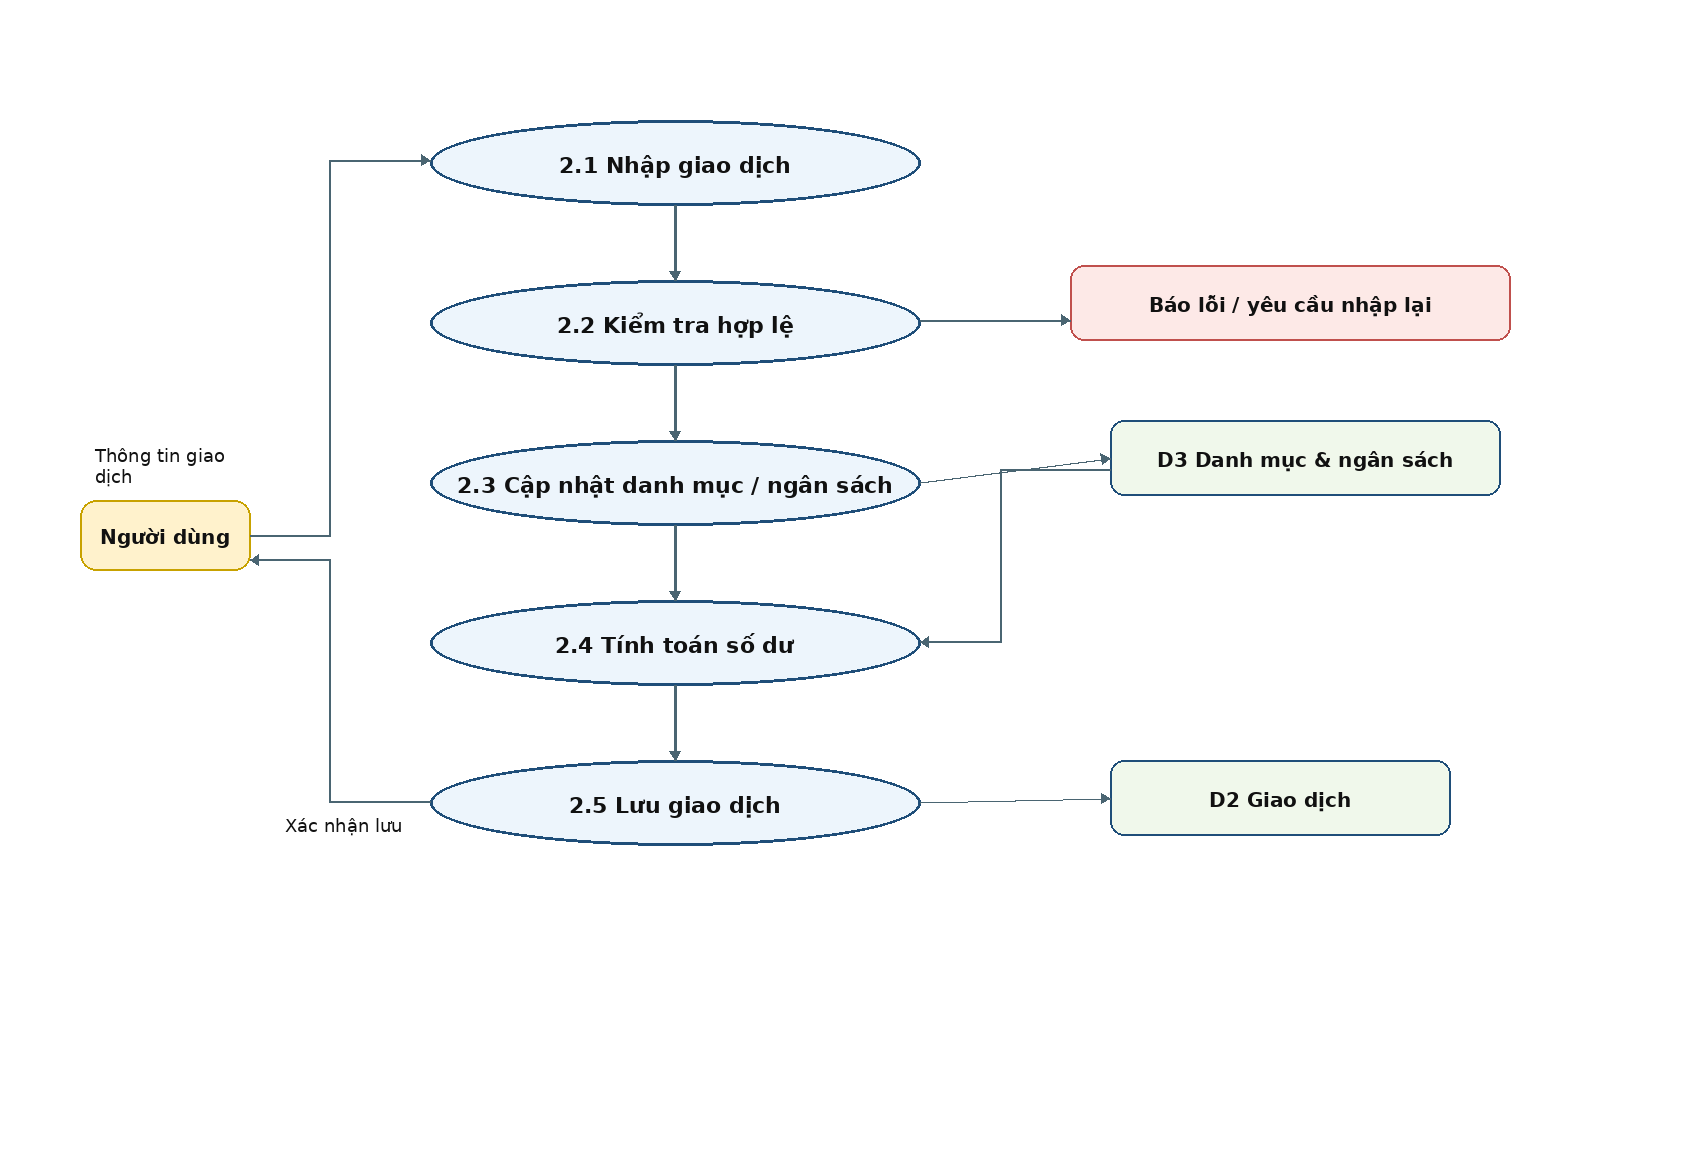 2.1 Nhập giao dịch
2.2 Kiểm tra hợp lệ
Báo lỗi / yêu cầu nhập lại
Thông tin giao
dịch
Người dùng
2.3 Cập nhật danh mục / ngân sách
D3 Danh mục & ngân sách
2.4 Tính toán số dư
2.5 Lưu giao dịch
D2 Giao dịch
Xác nhận lưu